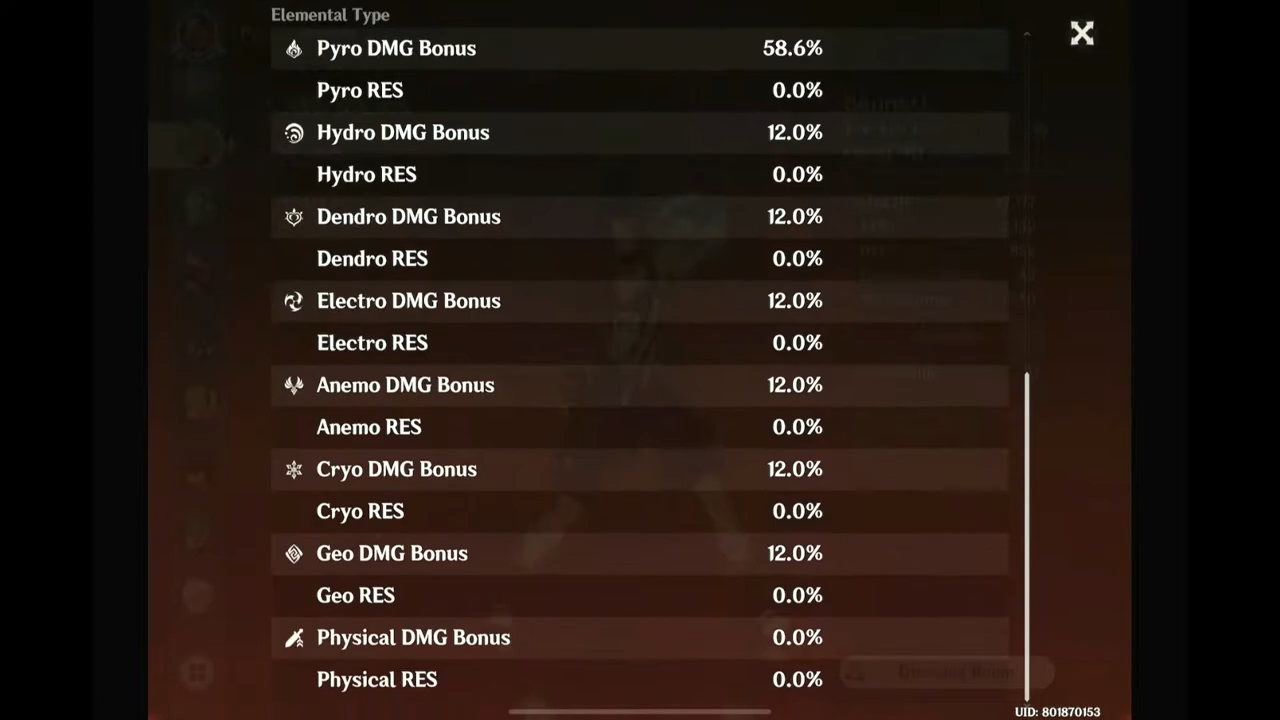 Elemental Type
Pyro DMG Bonus 58.6%
Pyro RES 0.0%
Hydro DMG Bonus 12.0%
Hydro RES 0.0%
Dendro DMG Bonus 12.0%
Dendro RES 0.0%
Electro DMG Bonus 12.0%
Electro RES 0.0%
Anemo DMG Bonus 12.0%
Anemo RES 0.0%
Cryo DMG Bonus 12.0%
Cryo RES 0.0%
Geo DMG Bonus 12.0%
Geo RES 0.0%
Physical DMG Bonus 0.0%
Physical RES 0.0%
Dressing Room
UID: 801870153